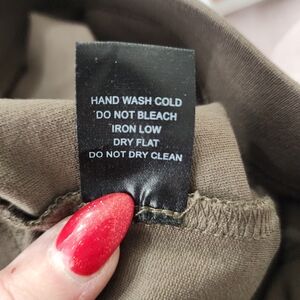 HAND WASH COLD
DO NOT BLEACH
IRON LOW
DRY FLAT
DO NOT DRY CLEAN